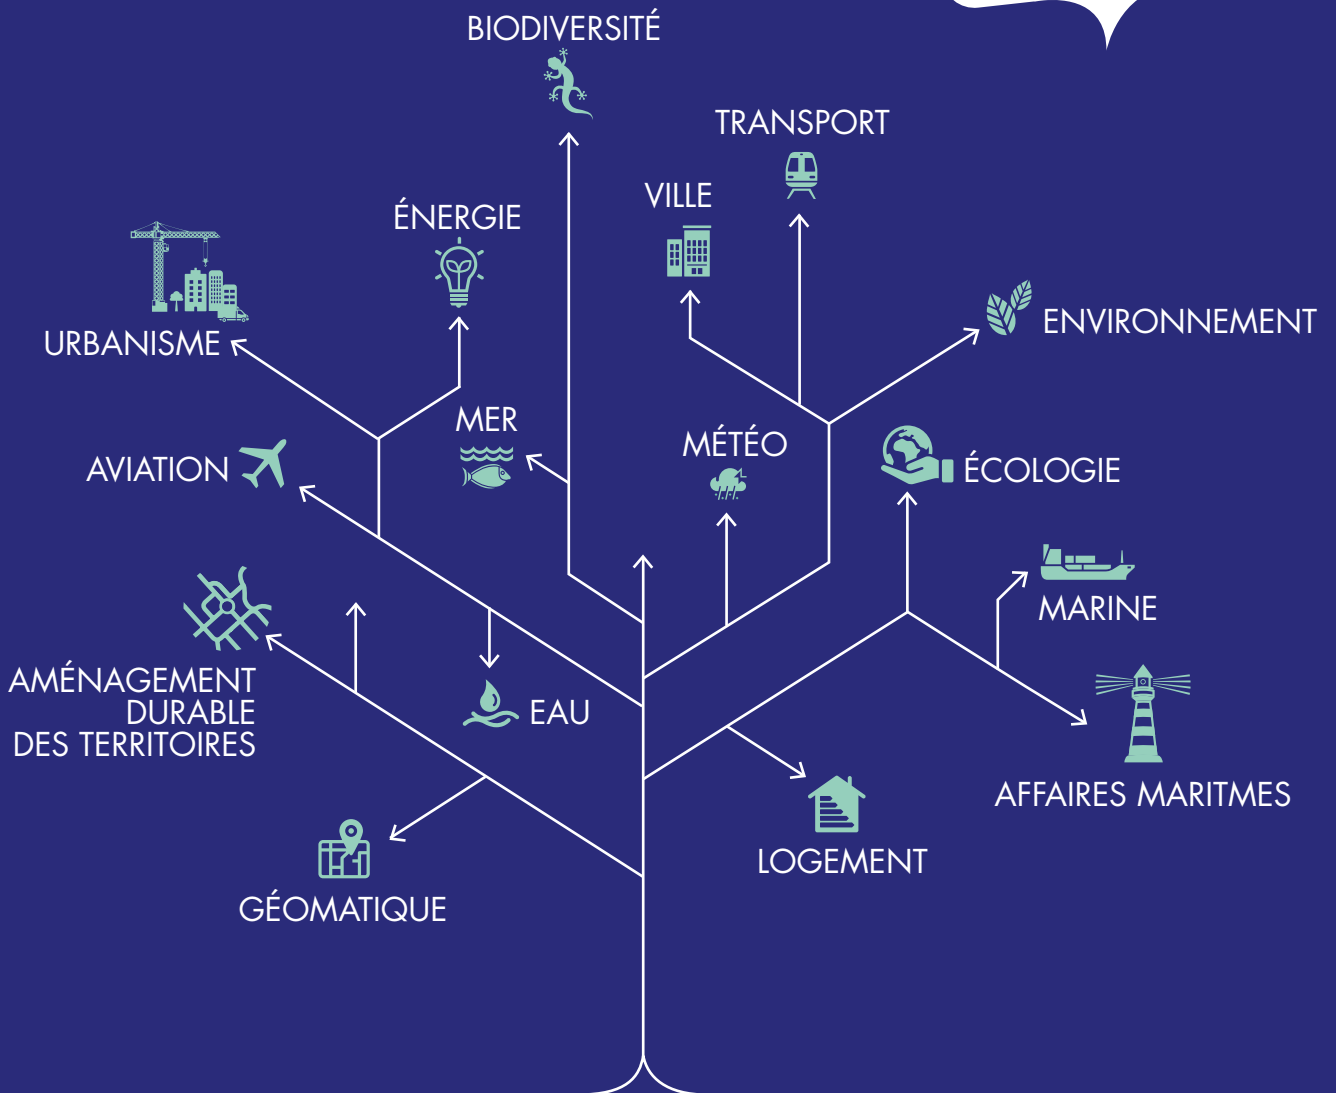 BIODIVERSITÉ
TRANSPORT
VILLE
ÉNERGIE
ENVIRONNEMENT
URBANISME
MER
MÉTÉO
AVIATION
ÉCOLOGIE
MARINE
AMÉNAGEMENT
DURABLE
DES TERRITOIRES
EAU
AFFAIRES MARITMES
LOGEMENT
GÉOMATIQUE